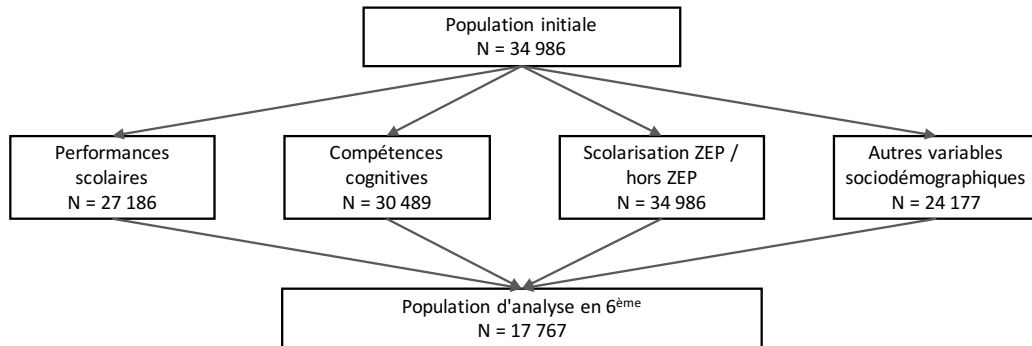 Population initiale
N = 34 986
Performances
scolaires
N = 27 186
Compétences
cognitives
N = 30 489
Scolarisation ZEP /
hors ZEP
N = 34 986
Autres variables
sociodémographiques
N = 24 177
Population d'analyse en 6ème
N = 17 767